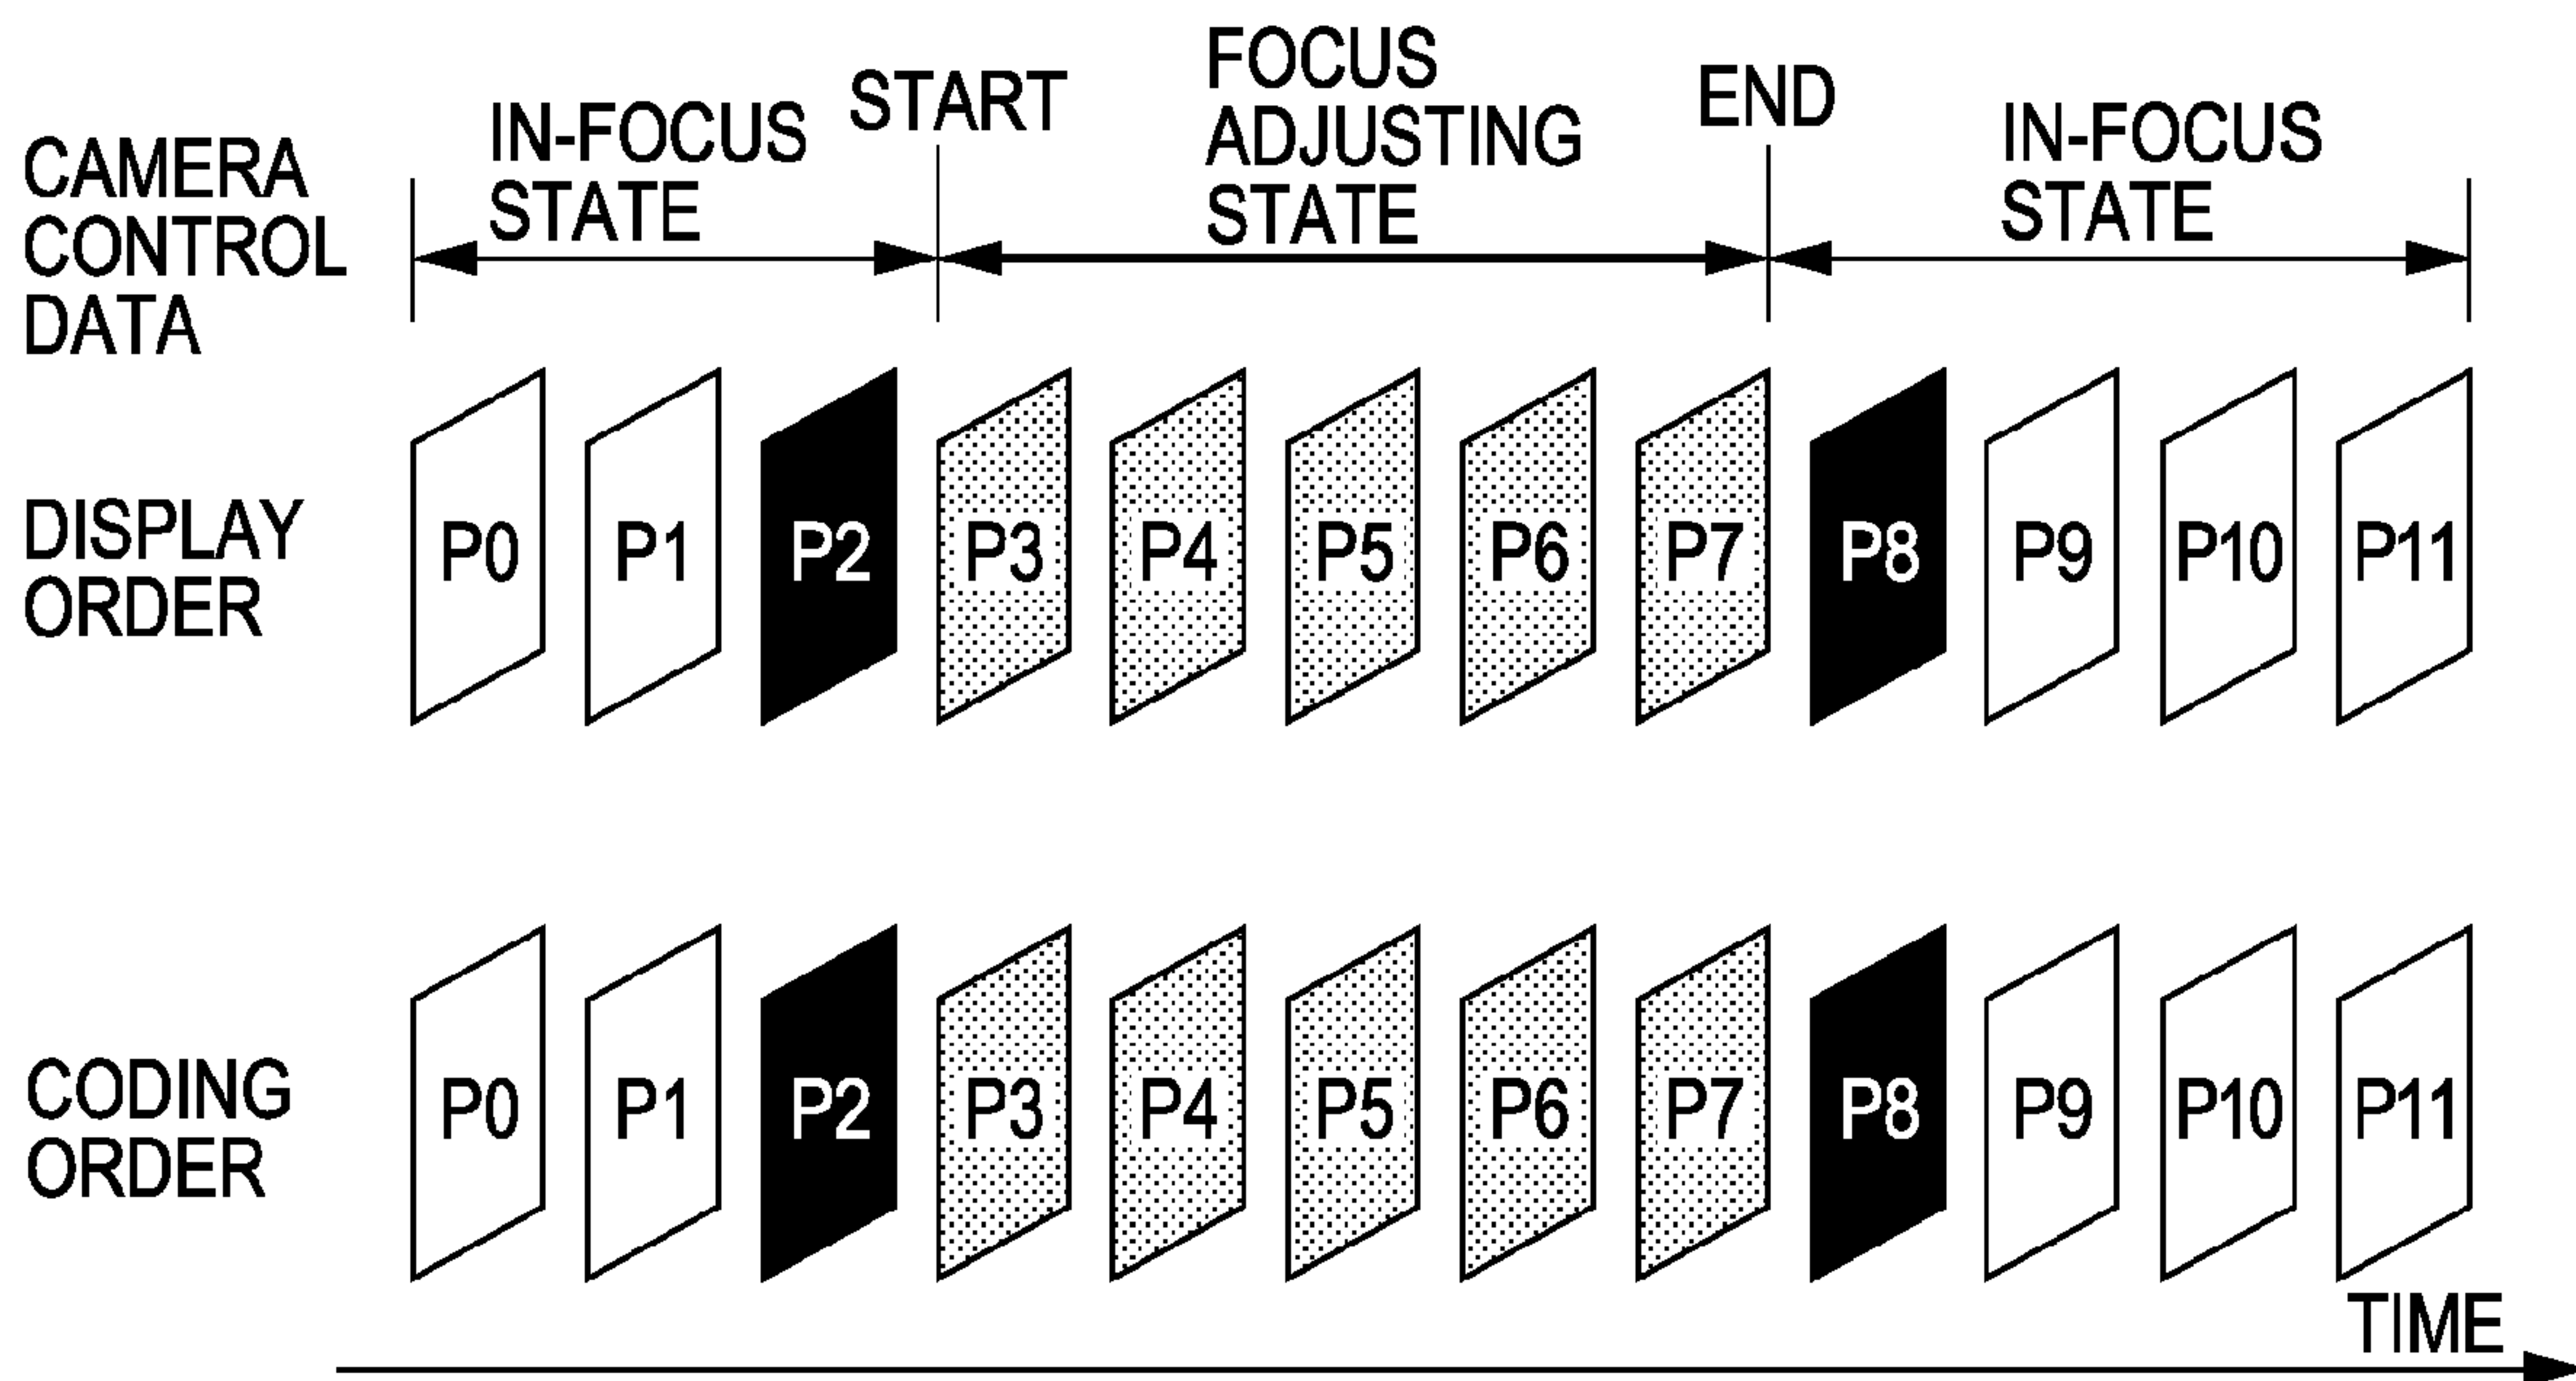 CAMERA
CONTROL
DATA
IN-FOCUS
STATE
START
FOCUS
ADJUSTING
STATE
END
IN-FOCUS
STATE
DISPLAY
ORDER
P0 P1 P2 P3 P4 P5 P6 P7 P8 P9 P10 P11
CODING
ORDER
P0 P1 P2 P3 P4 P5 P6 P7 P8 P9 P10 P11
TIME